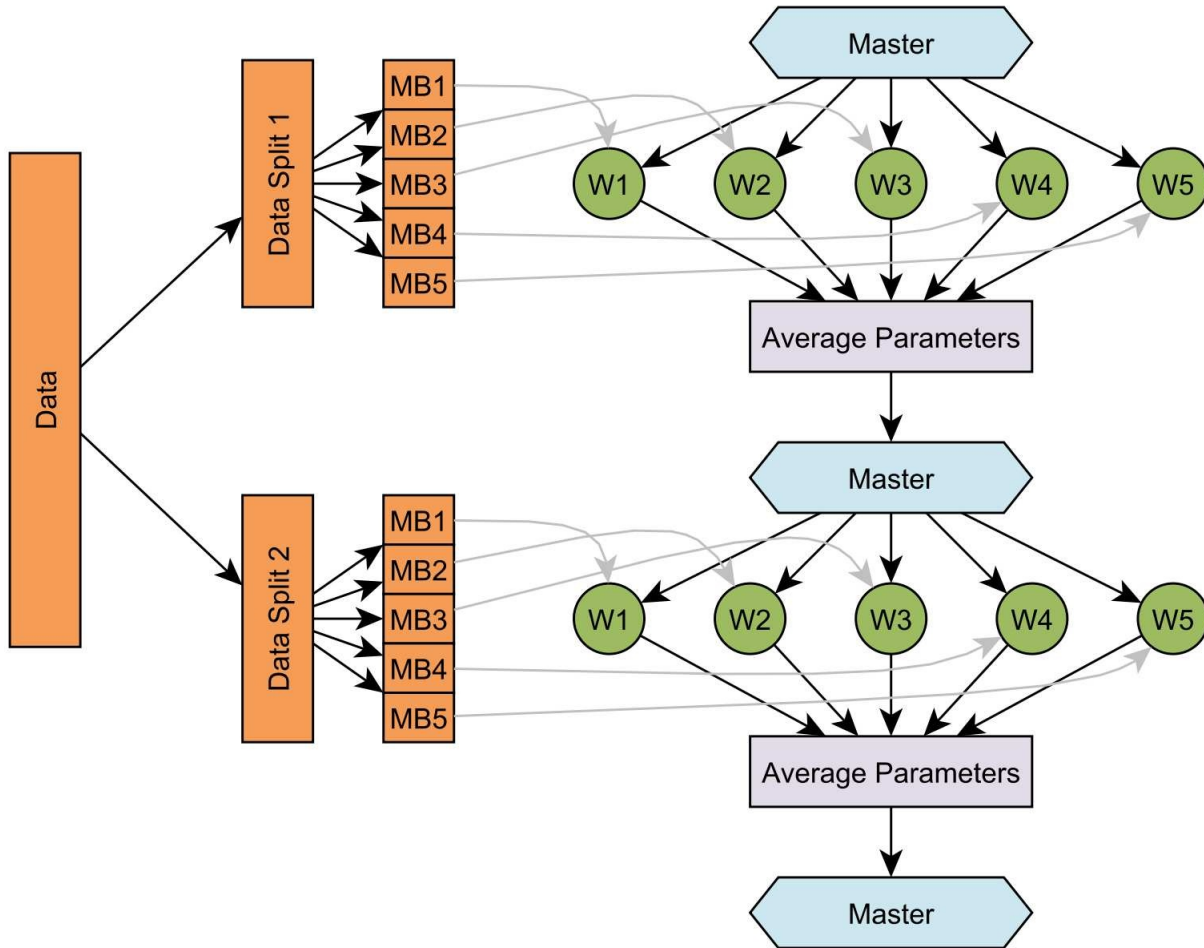 Data
Data Split 1
MB1
MB2
MB3
MB4
MB5
Master
W1 W2 W3 W4 W5
Average Parameters
Master
Data Split 2
MB1
MB2
MB3
MB4
MB5
W1 W2 W3 W4 W5
Average Parameters
Master